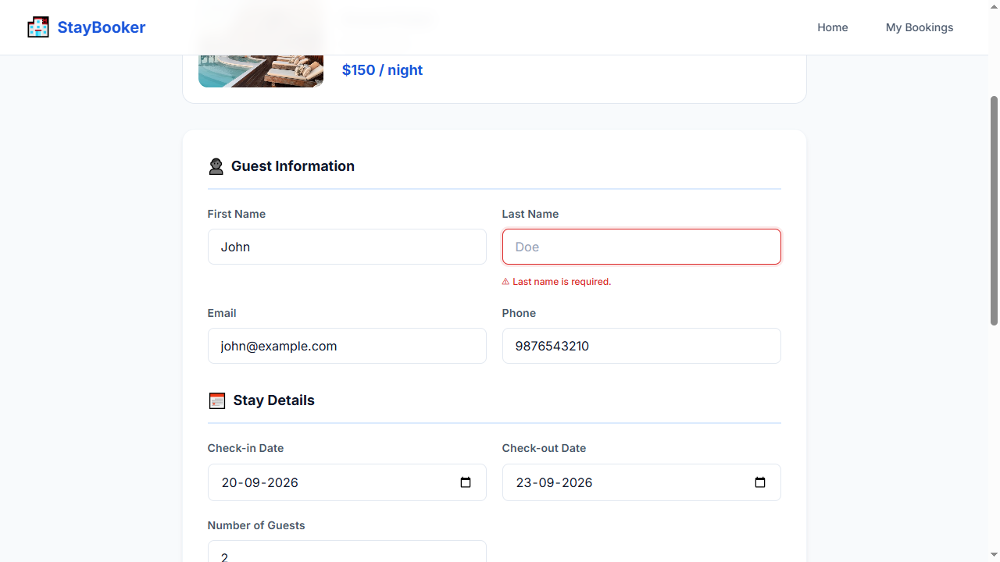 StayBooker
Home
My Bookings
$150 / night
Guest Information
First Name
Last Name
John
Doe
⚠ Last name is required.
Email
Phone
john@example.com
9876543210
Stay Details
Check-in Date
Check-out Date
20-09-2026
23-09-2026
Number of Guests
2